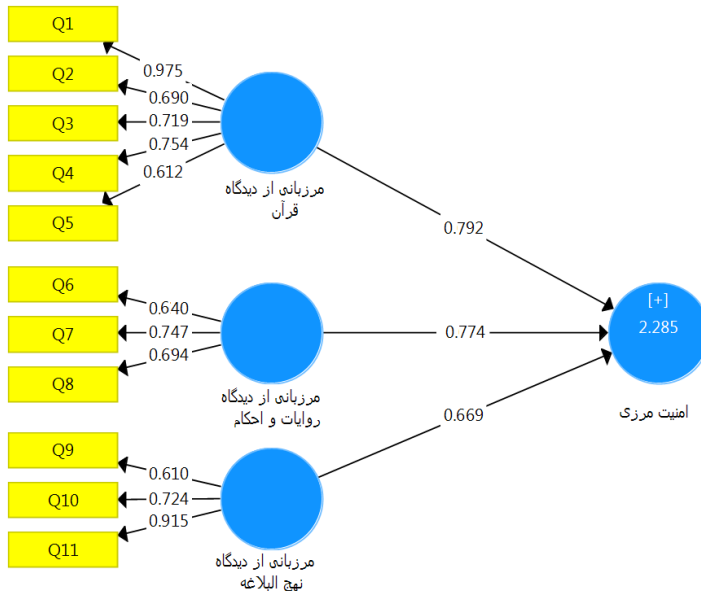 Q1
Q2
Q3
Q4
Q5
0.975
0.690
0.719
0.754
0.612
مرزبانی از دیدگاه
قرآن
0.792
Q6
Q7
Q8
0.640
0.747
0.694
مرزبانی از دیدگاه
روایات و احکام
0.774
[+]
2.285
امنیت مرزی
Q9
Q10
Q11
0.610
0.724
0.915
مرزبانی از دیدگاه
نهج البلاغه
0.669